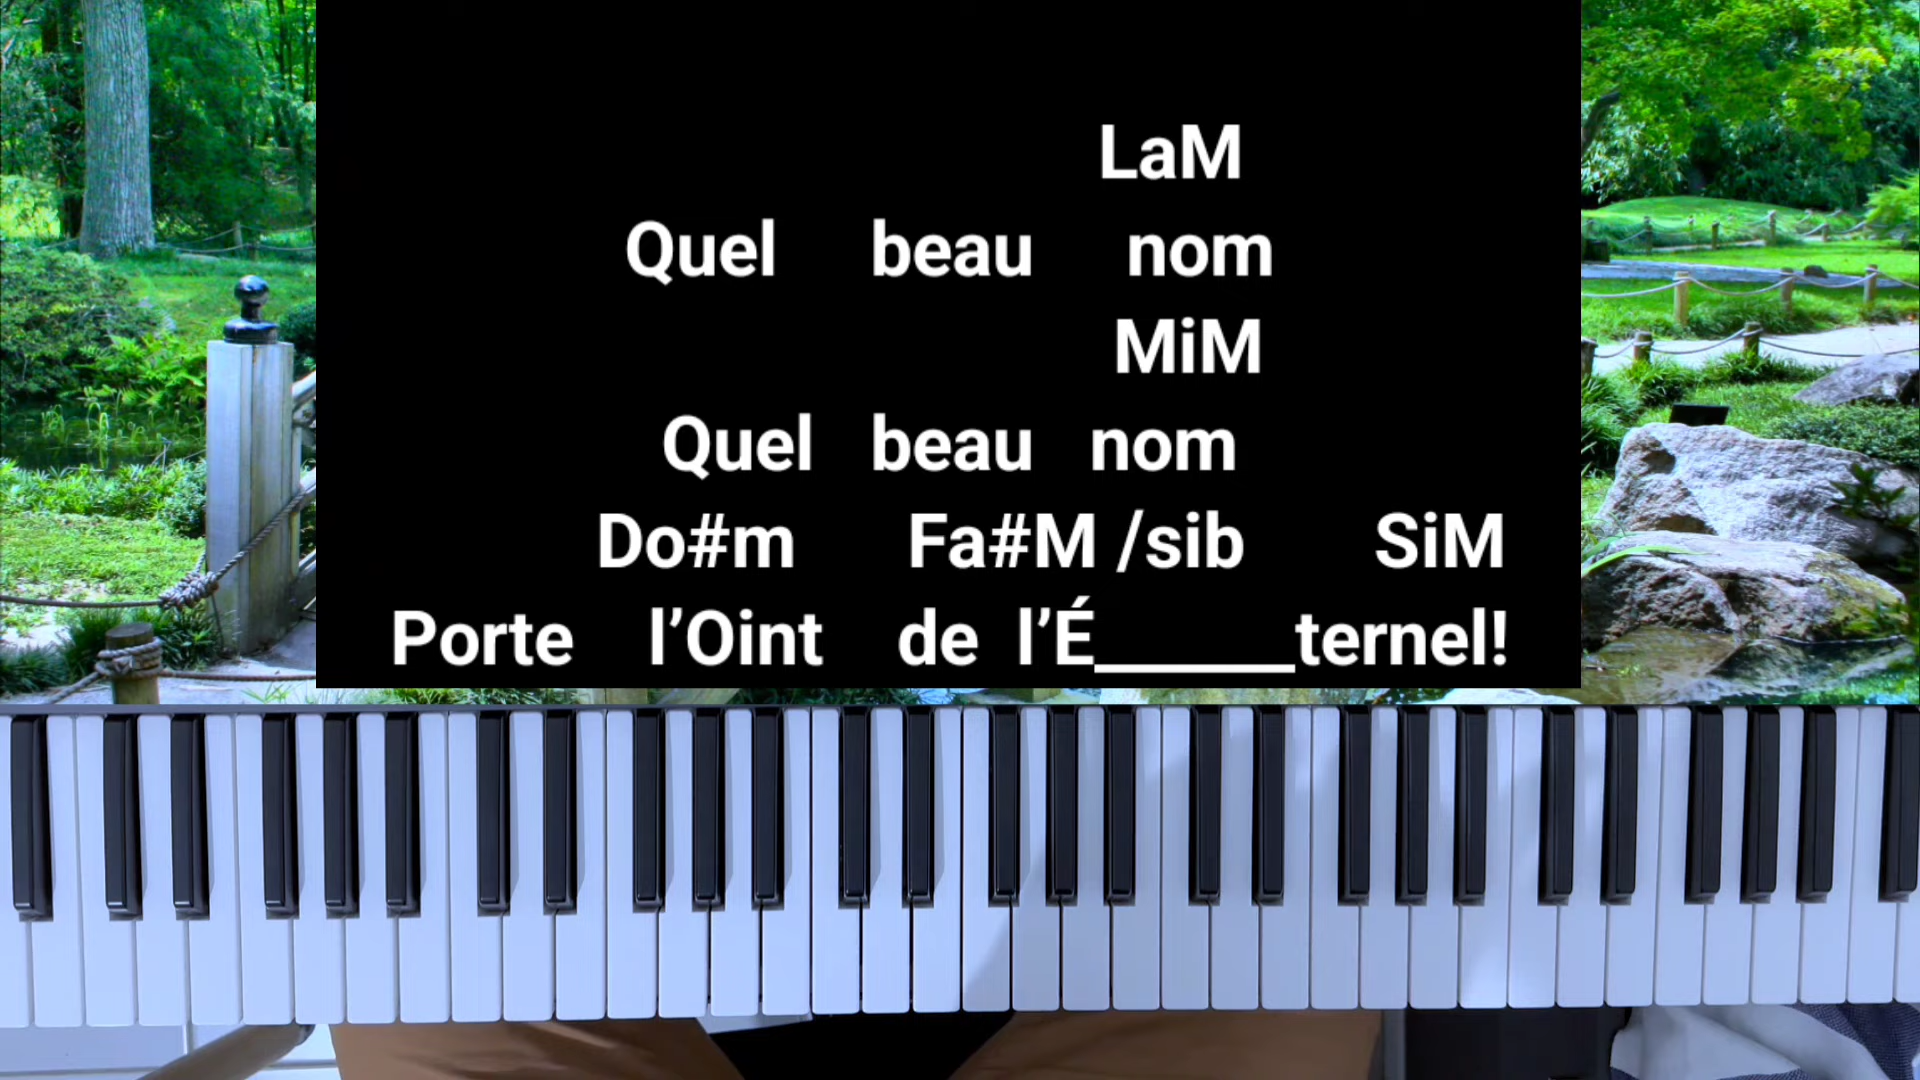 LaM
Quel beau nom
MiM
Quel beau nom
Do#m Fa#M /sib SiM
Porte l’Oint de l’É______ternel!